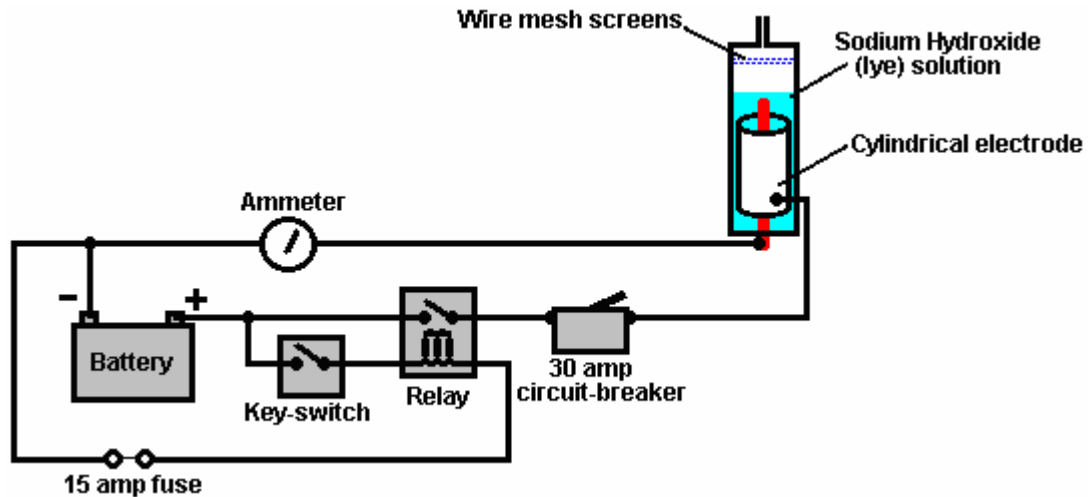 Wire mesh screens
Sodium Hydroxide
(lye) solution
Cylindrical electrode
Ammeter
- +
Battery
Key-switch
Relay
30 amp
circuit-breaker
15 amp fuse